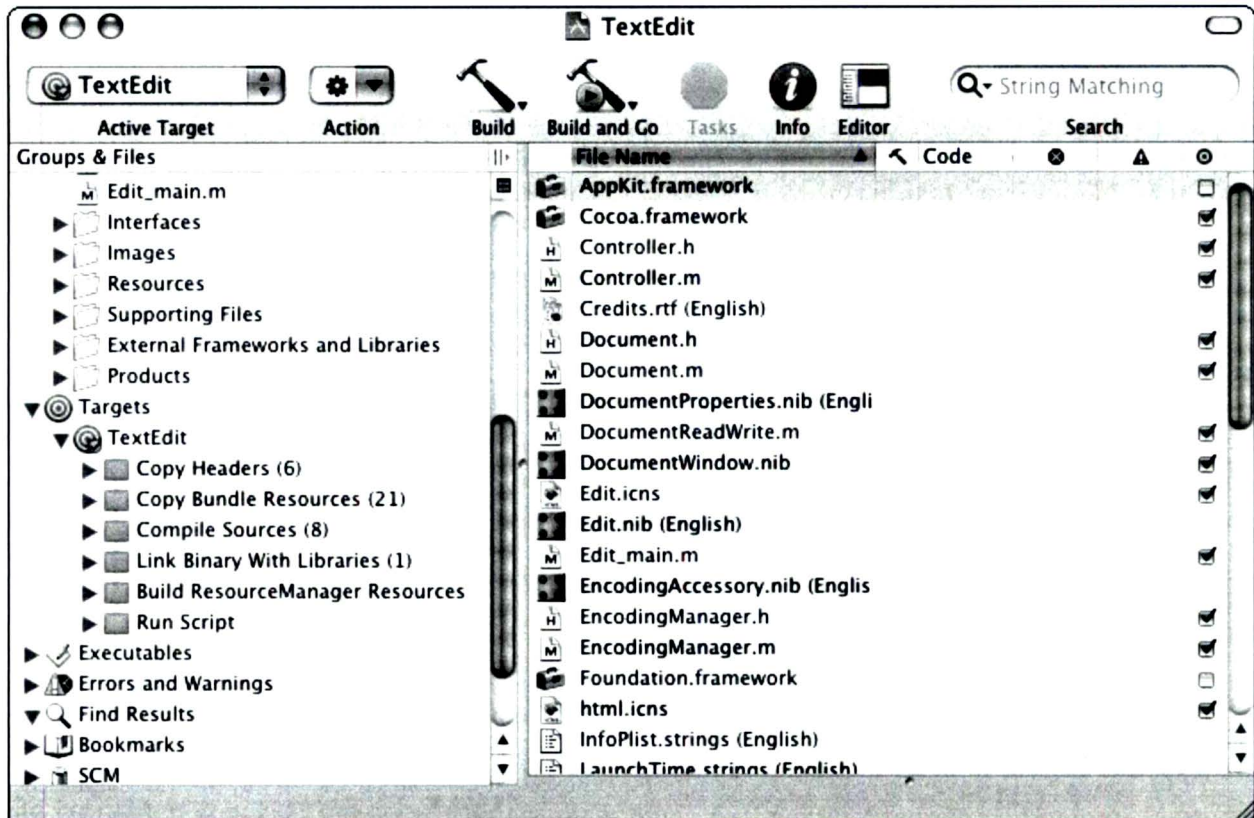 TextEdit
TextEdit
String Matching
Active Target Action Build Build and Go Tasks Info Editor Search
Groups & Files
Edit_main.m
Interfaces
Images
Resources
Supporting Files
External Frameworks and Libraries
Products
Targets
TextEdit
Copy Headers (6)
Copy Bundle Resources (21)
Compile Sources (8)
Link Binary With Libraries (1)
Build ResourceManager Resources
Run Script
Executables
Errors and Warnings
Find Results
Bookmarks
SCM
File Name Code
AppKit.framework
Cocoa.framework
Controller.h
Controller.m
Credits.rtf (English)
Document.h
Document.m
DocumentProperties.nib (Engli
DocumentReadWrite.m
DocumentWindow.nib
Edit.icns
Edit.nib (English)
Edit_main.m
EncodingAccessory.nib (Englis
EncodingManager.h
EncodingManager.m
Foundation.framework
html.icns
InfoPlist.strings (English)
LaunchTime.strings (English)